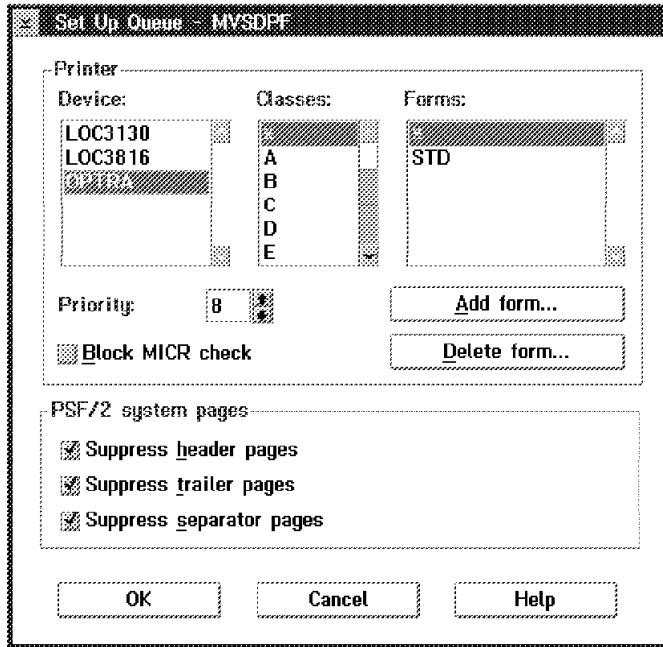 Set Up Queue - MVSDPF
Printer
Device:
Classes:
Forms:
LOC3130
LOC3816
OPTRA
*
A
B
C
D
E
*
STD
Priority:
8
Add form...
Block MICR check
Delete form...
PSF/2 system pages
Suppress header pages
Suppress trailer pages
Suppress separator pages
OK
Cancel
Help